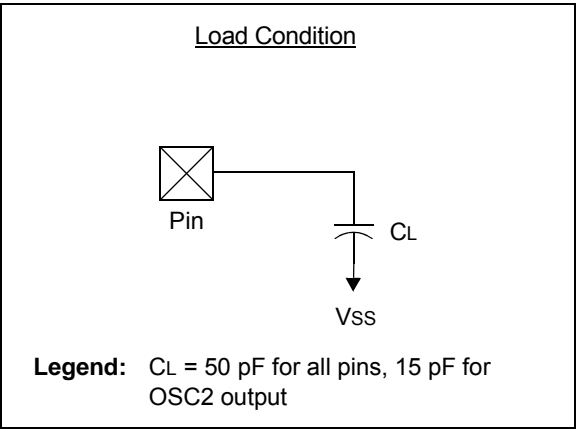 Load Condition
Pin
CL
VSS
Legend: CL = 50 pF for all pins, 15 pF for
OSC2 output